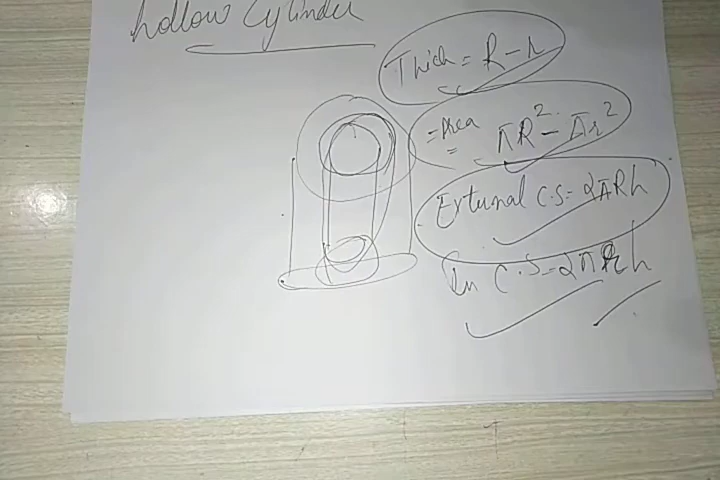 hollow Cylinder
Thick = R - r
= Area πR² - πr²
=
External C.S = 2πRh
In C.S = 2πrh